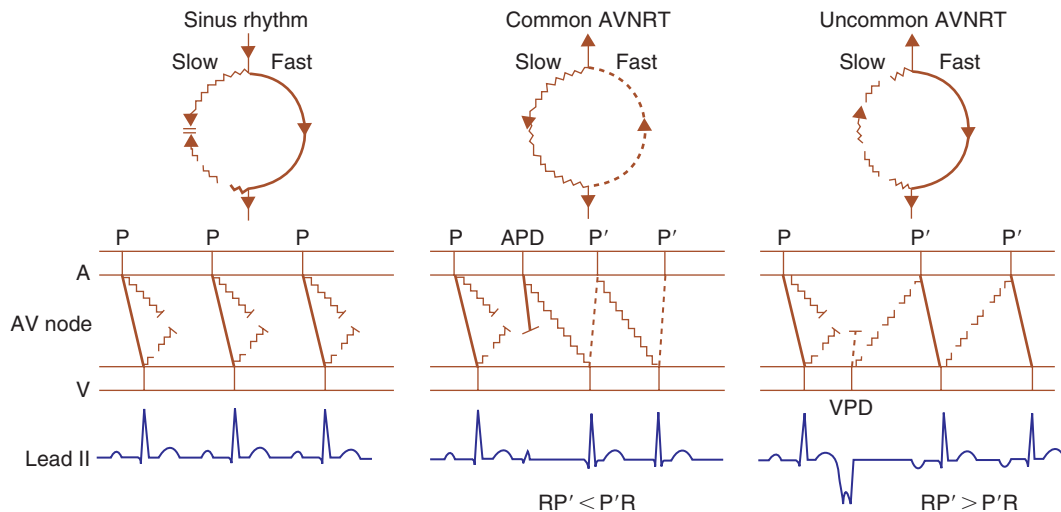 Sinus rhythm Common AVNRT Uncommon AVNRT
Slow Fast Slow Fast Slow Fast
P P P P APD P′ P′ P P′ P′
A
AV node
V
VPD
Lead II
RP′ < P′R RP′ > P′R